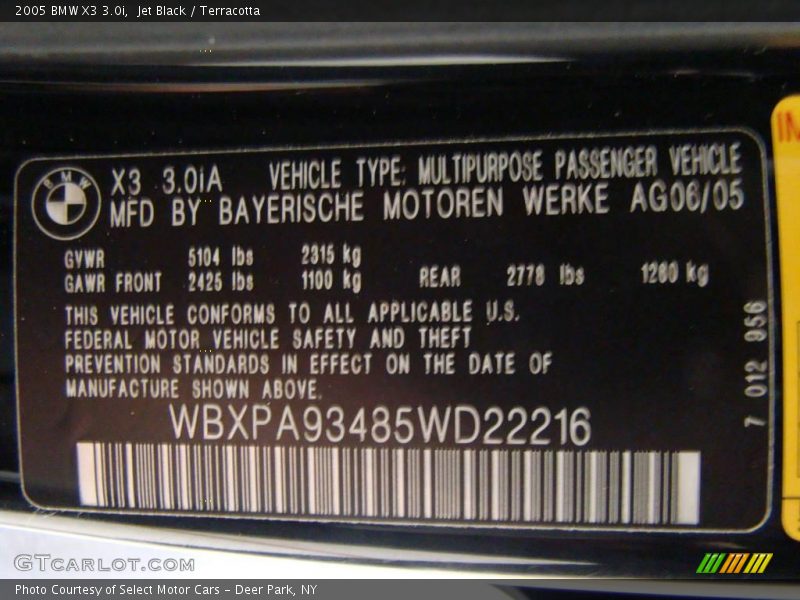 2005 BMW X3 3.0i, Jet Black / Terracotta
BMW
X3 3.0iA VEHICLE TYPE: MULTIPURPOSE PASSENGER VEHICLE
MFD BY BAYERISCHE MOTOREN WERKE AG06/05
GVWR 5104 lbs 2315 kg
GAWR FRONT 2425 lbs 1100 kg REAR 2778 lbs 1260 kg
THIS VEHICLE CONFORMS TO ALL APPLICABLE U.S.
FEDERAL MOTOR VEHICLE SAFETY AND THEFT
PREVENTION STANDARDS IN EFFECT ON THE DATE OF
MANUFACTURE SHOWN ABOVE.
WBXPA93485WD22216
7 012 956
IN
GTCARLOT.COM
Photo Courtesy of Select Motor Cars - Deer Park, NY